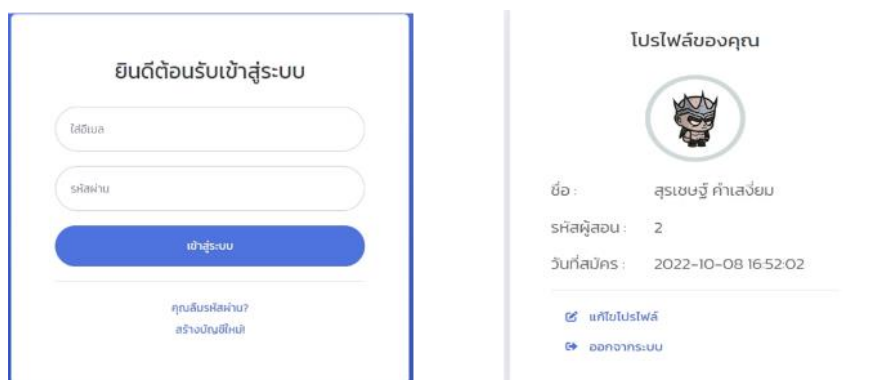 ยินดีต้อนรับเข้าสู่ระบบ
ใส่อีเมล
รหัสผ่าน
เข้าสู่ระบบ
คุณลืมรหัสผ่าน?
สร้างบัญชีใหม่!
โปรไฟล์ของคุณ
ชื่อ : สุรเชษฐ์ คำเสงี่ยม
รหัสผู้สอน : 2
วันที่สมัคร : 2022-10-08 16:52:02
แก้ไขโปรไฟล์
ออกจากระบบ